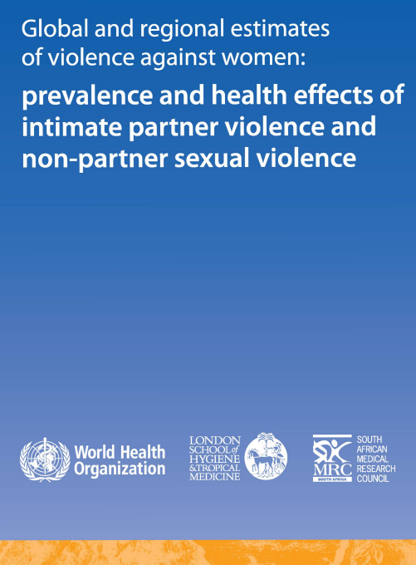 Global and regional estimates
of violence against women:
prevalence and health effects of
intimate partner violence and
non-partner sexual violence
World Health
Organization
LONDON
SCHOOL of
HYGIENE
& TROPICAL
MEDICINE
MRC
SOUTH AFRICA
SOUTH
AFRICAN
MEDICAL
RESEARCH
COUNCIL